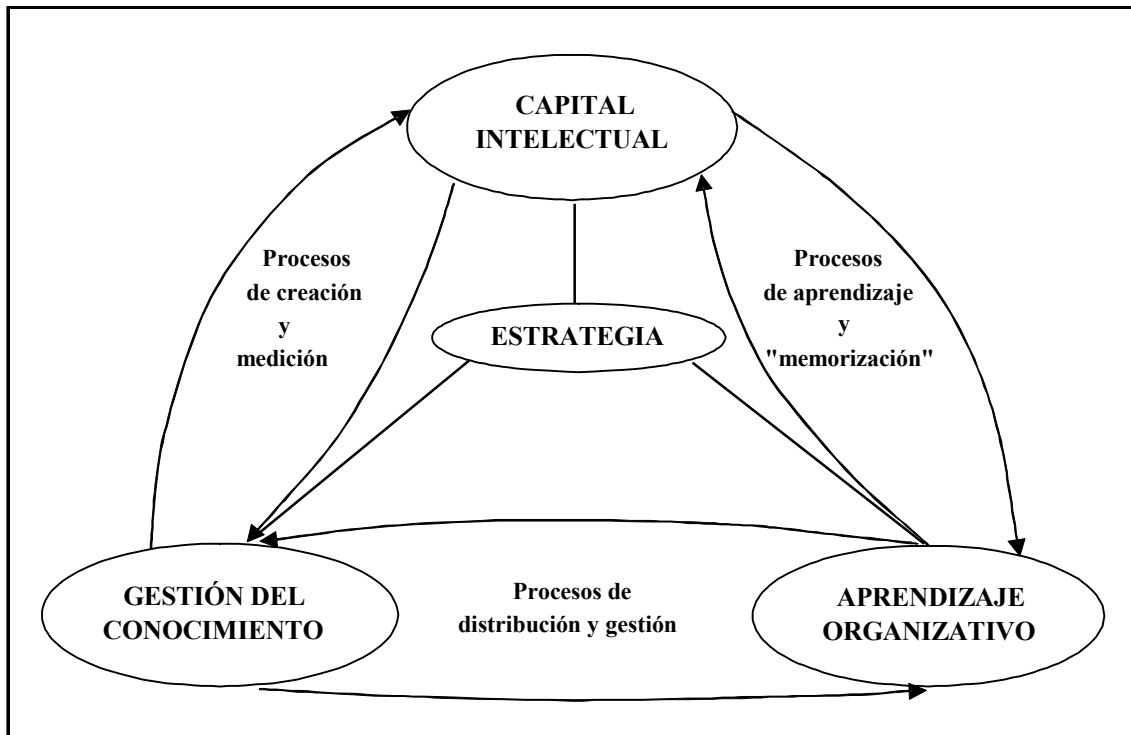 CAPITAL
INTELECTUAL
Procesos
de creación
y
medición
Procesos
de aprendizaje
y
"memorización"
ESTRATEGIA
GESTIÓN DEL
CONOCIMIENTO
Procesos de
distribución y gestión
APRENDIZAJE
ORGANIZATIVO